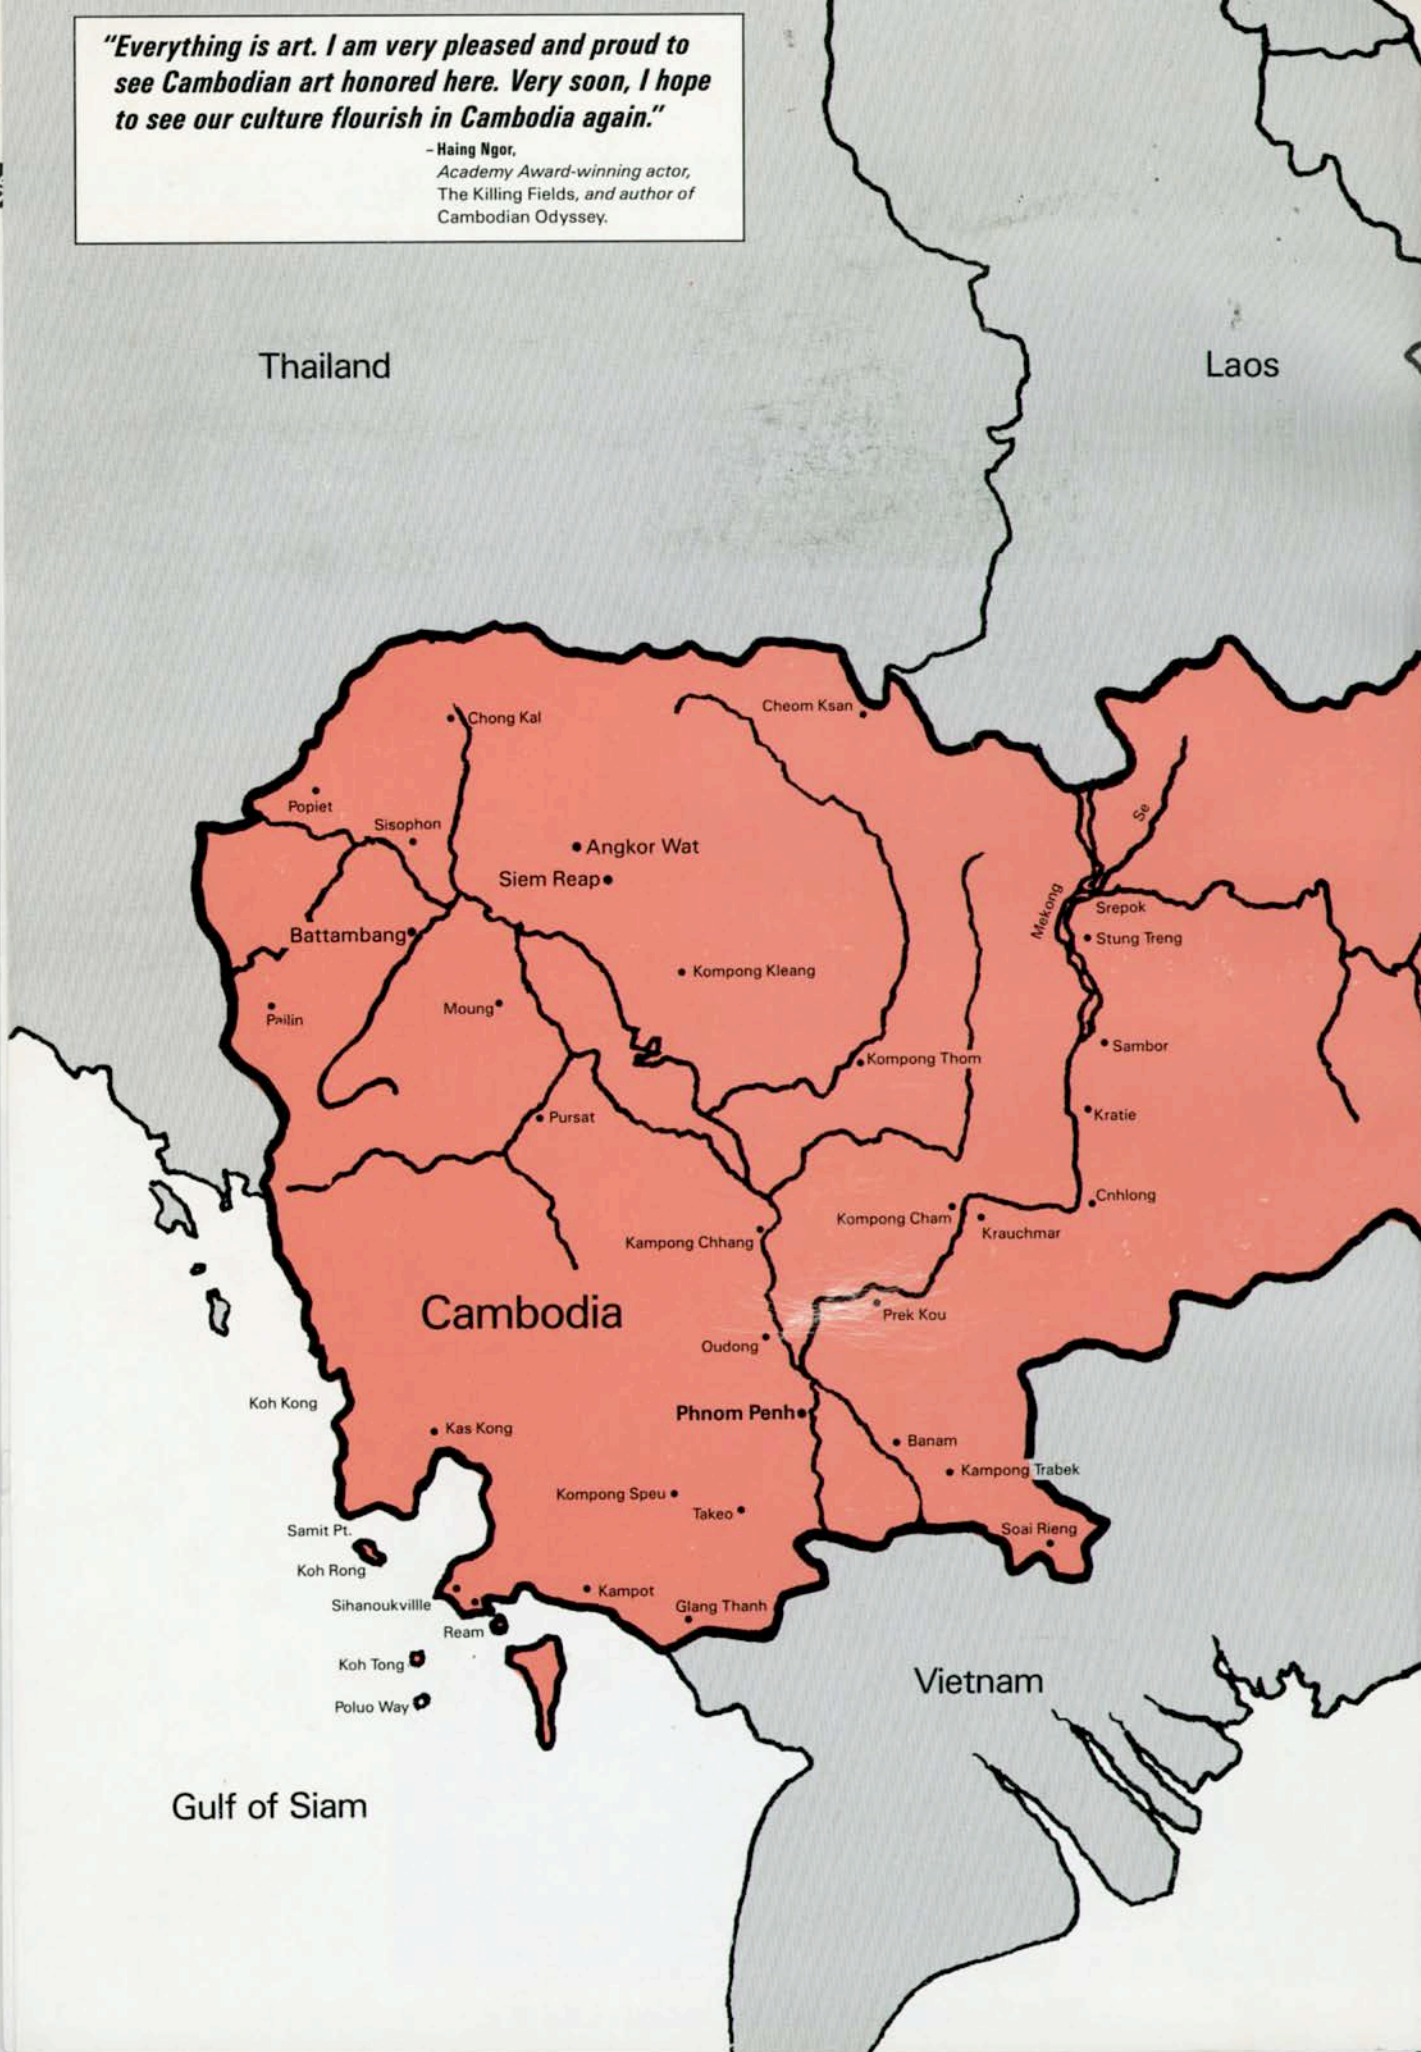 "Everything is art. I am very pleased and proud to
see Cambodian art honored here. Very soon, I hope
to see our culture flourish in Cambodia again."
– Haing Ngor,
Academy Award-winning actor,
The Killing Fields, and author of
Cambodian Odyssey.
Thailand
Laos
Cheom Ksan
Chong Kal
Popiet
Se
Sisophon
Angkor Wat
Siem Reap
Mekong
Srepok
Battambang
Stung Treng
Kompong Kleang
Moung
Pailin
Sambor
Kompong Thom
Kratie
Pursat
Cnhlong
Kompong Cham
Krauchmar
Kampong Chhang
Cambodia
Prek Kou
Oudong
Koh Kong
Phnom Penh
Kas Kong
Banam
Kampong Trabek
Kompong Speu
Takeo
Samit Pt.
Soai Rieng
Koh Rong
Kampot
Sihanoukvillle
Glang Thanh
Ream
Koh Tong
Vietnam
Poluo Way
Gulf of Siam